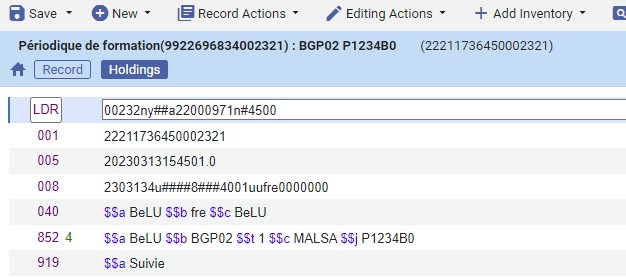 Save New Record Actions Editing Actions + Add Inventory
Périodique de formation(9922696834002321) : BGP02 P1234B0 (22211736450002321)
Record Holdings
LDR 00232ny##a22000971n#4500
001 22211736450002321
005 20230313154501.0
008 2303134u####8###4001uufre0000000
040 $$a BeLU $$b fre $$c BeLU
852 4 $$a BeLU $$b BGP02 $$t 1 $$c MALSA $$j P1234B0
919 $$a Suivie